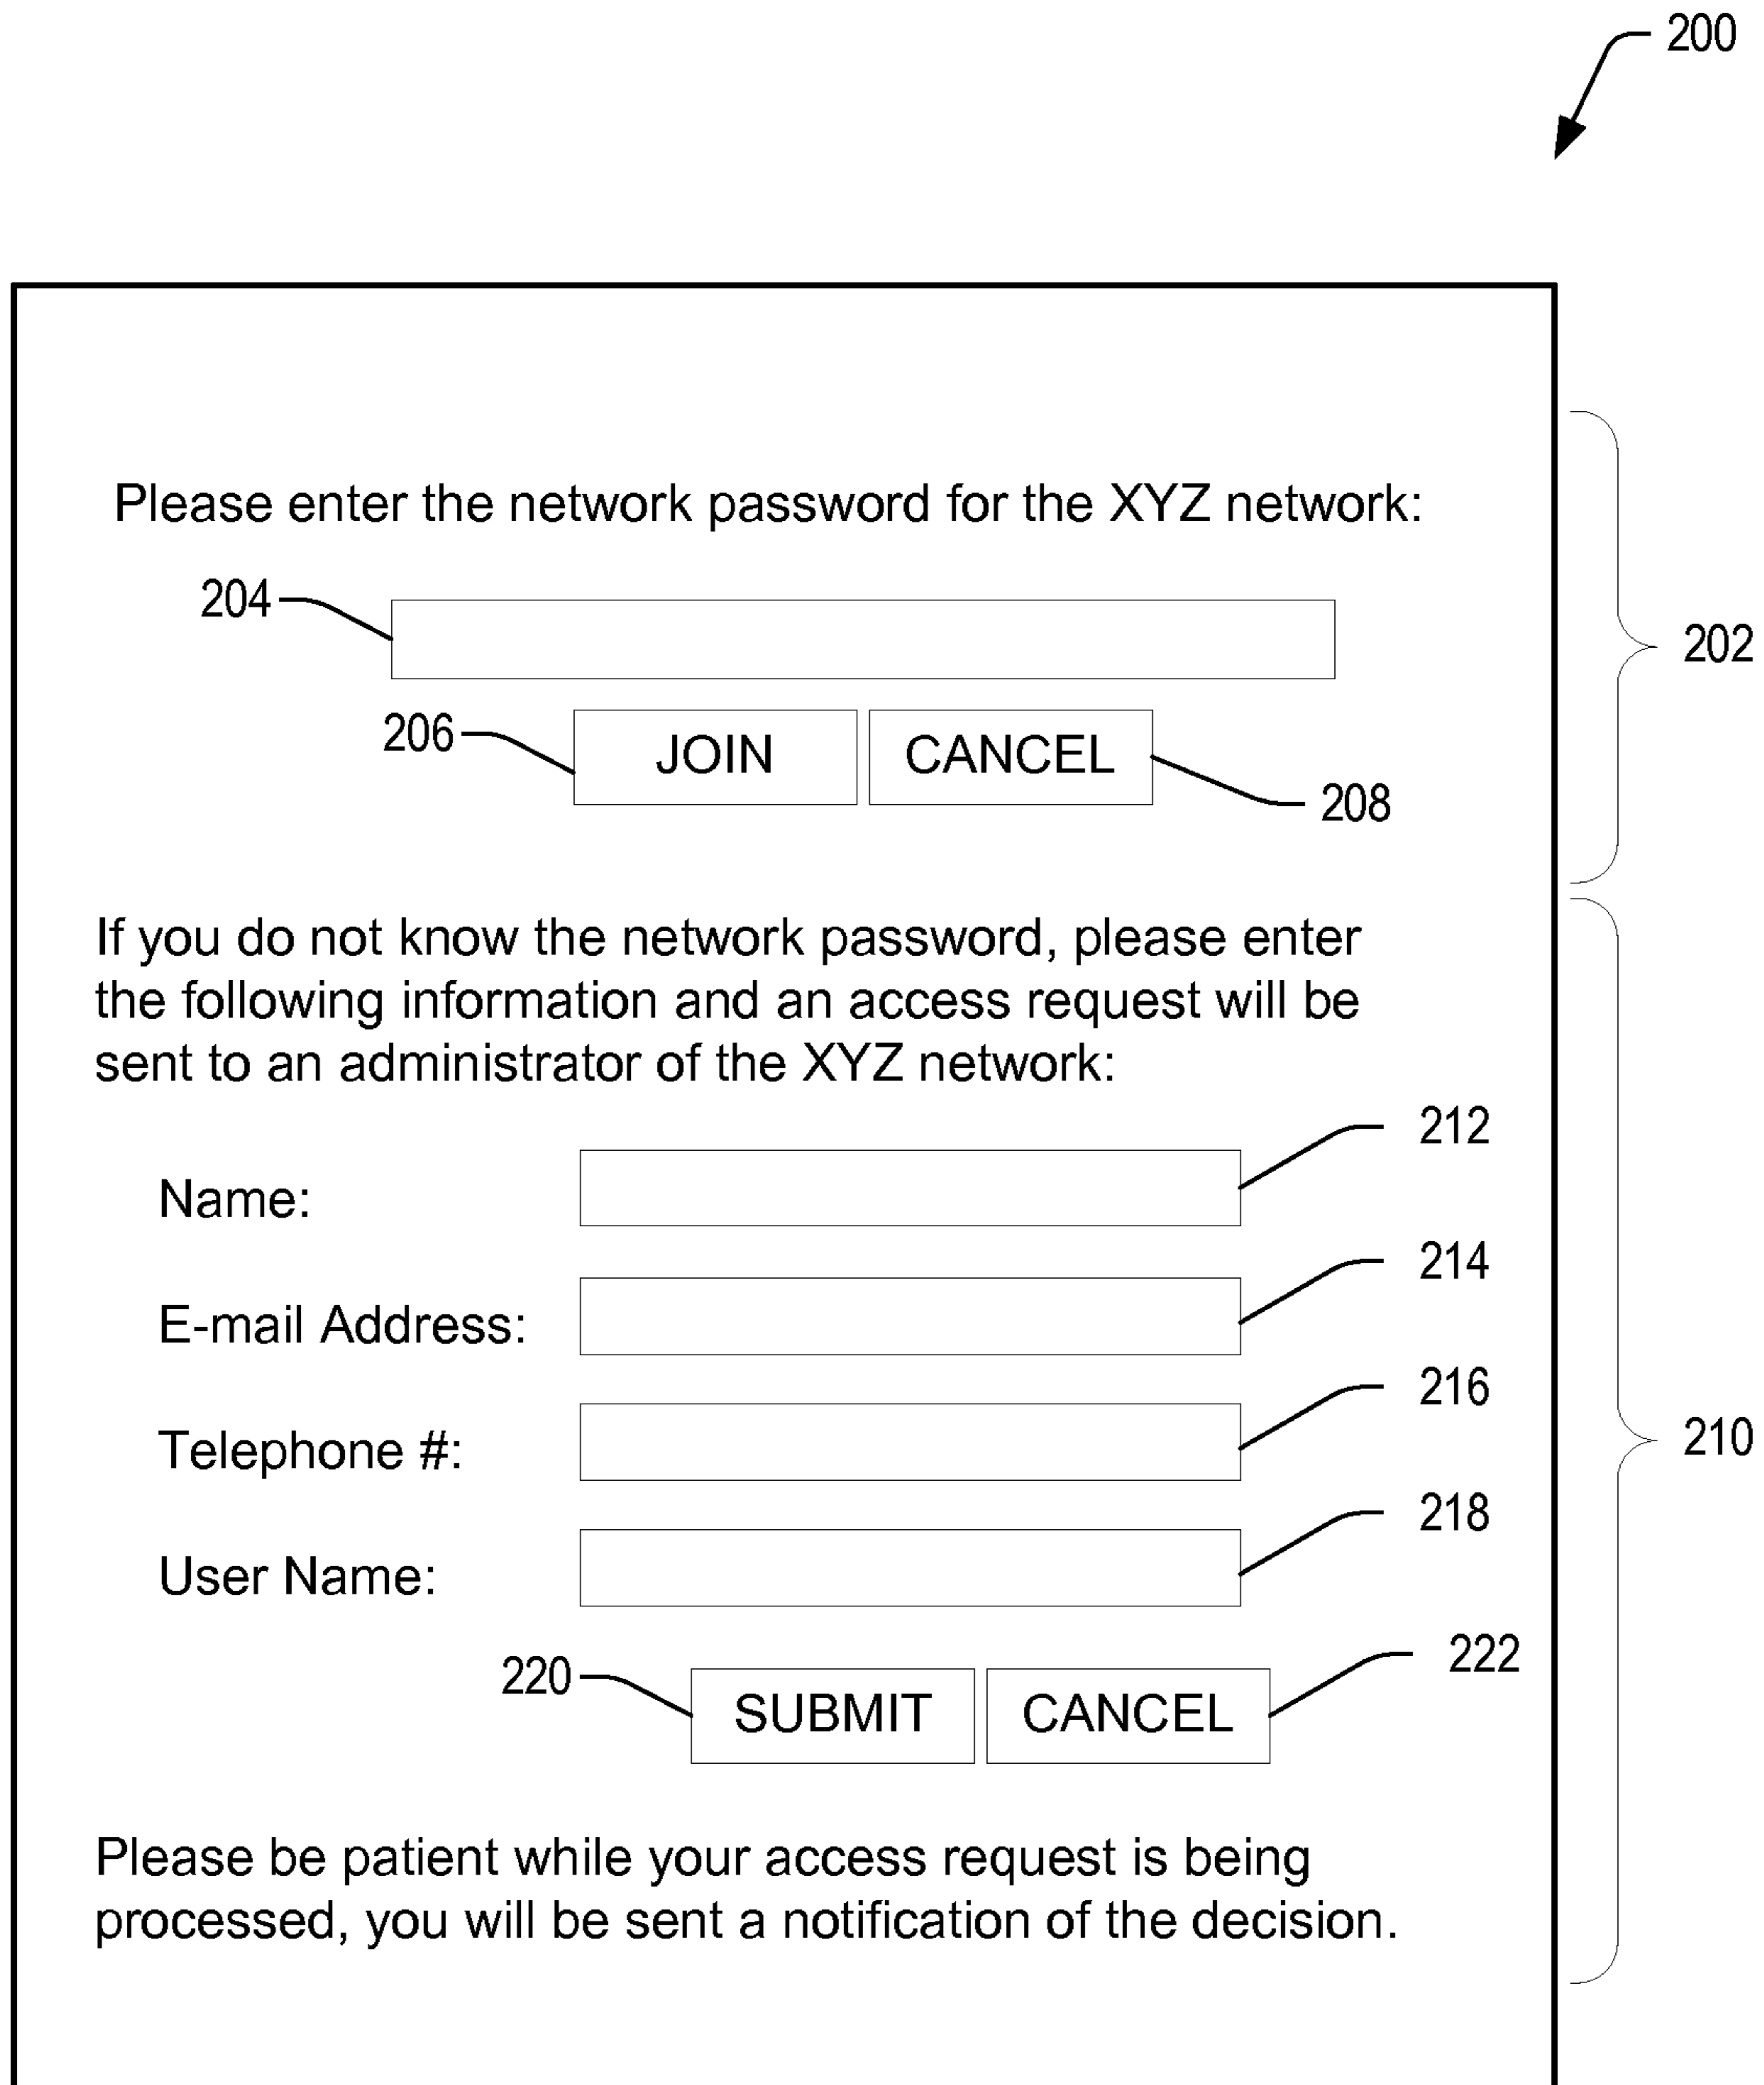 200
Please enter the network password for the XYZ network:
204
202
206
JOIN
CANCEL
208
If you do not know the network password, please enter
the following information and an access request will be
sent to an administrator of the XYZ network:
212
Name:
214
E-mail Address:
216
Telephone #:
210
218
User Name:
220
SUBMIT
CANCEL
222
Please be patient while your access request is being
processed, you will be sent a notification of the decision.